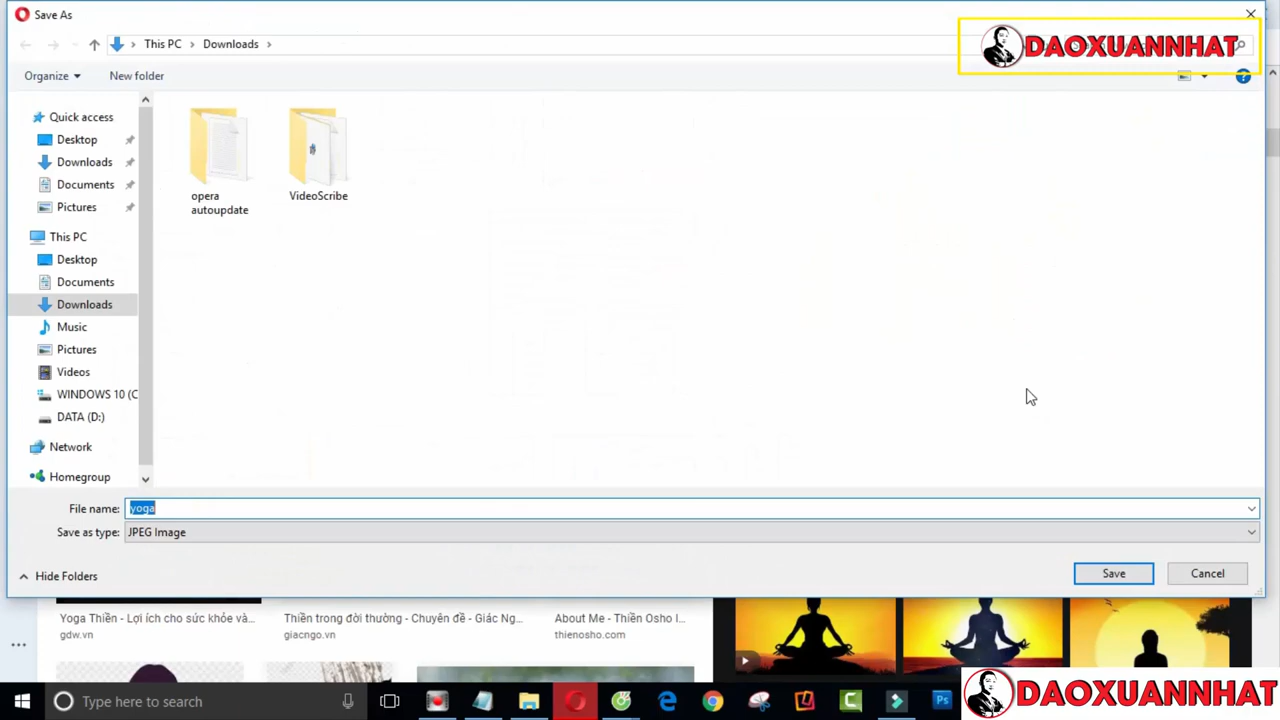 Save As
This PC
Downloads
DAOXUANNHAT
Organize
New folder
Quick access
Desktop
Downloads
Documents
Pictures
This PC
Desktop
Documents
Downloads
Music
Pictures
Videos
WINDOWS 10 (C
DATA (D:)
Network
Homegroup
opera
autoupdate
VideoScribe
File name: yoga
Save as type: JPEG Image
Hide Folders
Save
Cancel
Yoga Thiền - Lợi ích cho sức khỏe và...
gdw.vn
Thiền trong đời thường - Chuyên đề - Giác Ng...
giacngo.vn
About Me - Thiền Osho I...
thienosho.com
Type here to search
Ps
DAOXUANNHAT